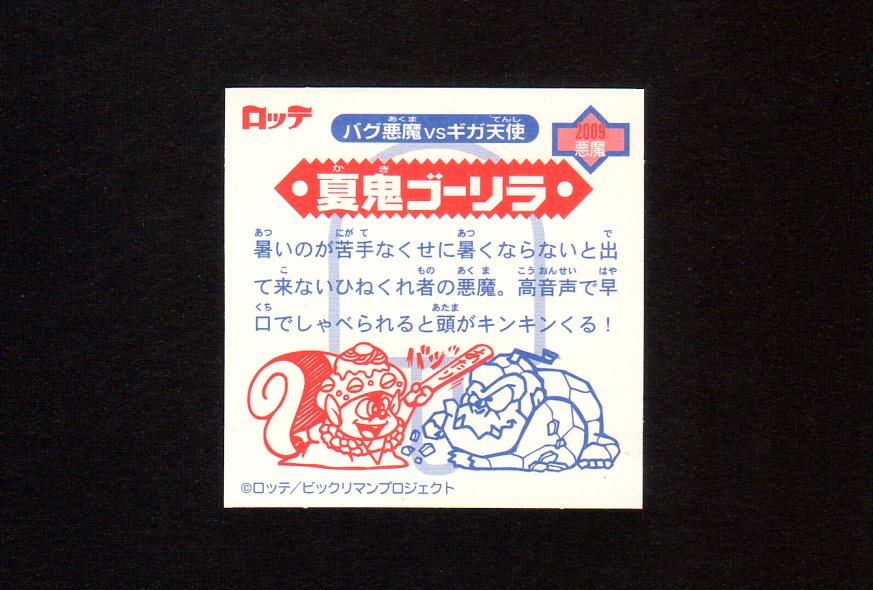 ロッテ
バグ悪魔vsギガ天使
あくま てんし
2009
悪魔
夏鬼ゴーリラ
かき
暑いのが苦手なくせに暑くならないと出
あつ にがて あつ で
て来ないひねくれ者の悪魔。高音声で早
こ もの あくま こうおんせい はや
口でしゃべられると頭がキンキンくる！
くち あたま
©ロッテ/ビックリマンプロジェクト